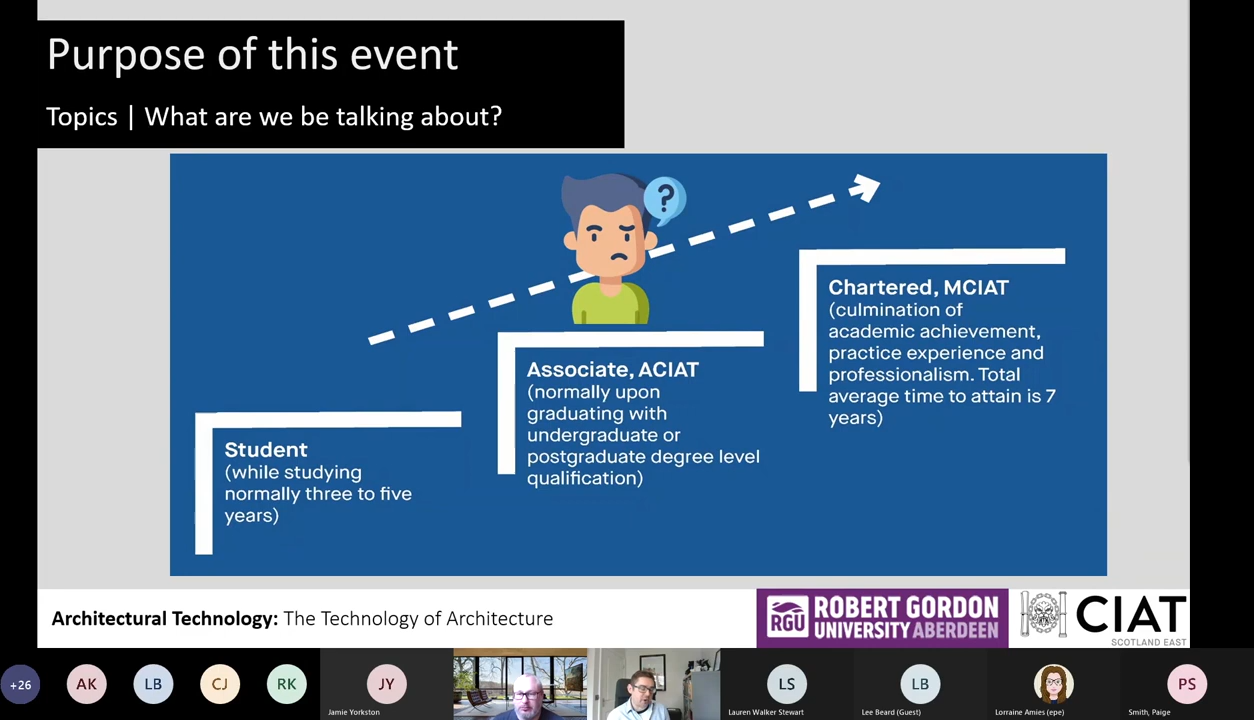 Purpose of this event
Topics | What are we be talking about?
?
Student
(while studying
normally three to five
years)
Associate, ACIAT
(normally upon
graduating with
undergraduate or
postgraduate degree level
qualification)
Chartered, MCIAT
(culmination of
academic achievement,
practice experience and
professionalism. Total
average time to attain is 7
years)
Architectural Technology: The Technology of Architecture
RGU
ROBERT GORDON
UNIVERSITY ABERDEEN
CIAT
SCOTLAND EAST
+26
AK
LB
CJ
RK
JY
Jamie Yorkston
LS
Lauren Walker Stewart
LB
Lee Beard (Guest)
Lorraine Amies (epe)
PS
Smith, Paige